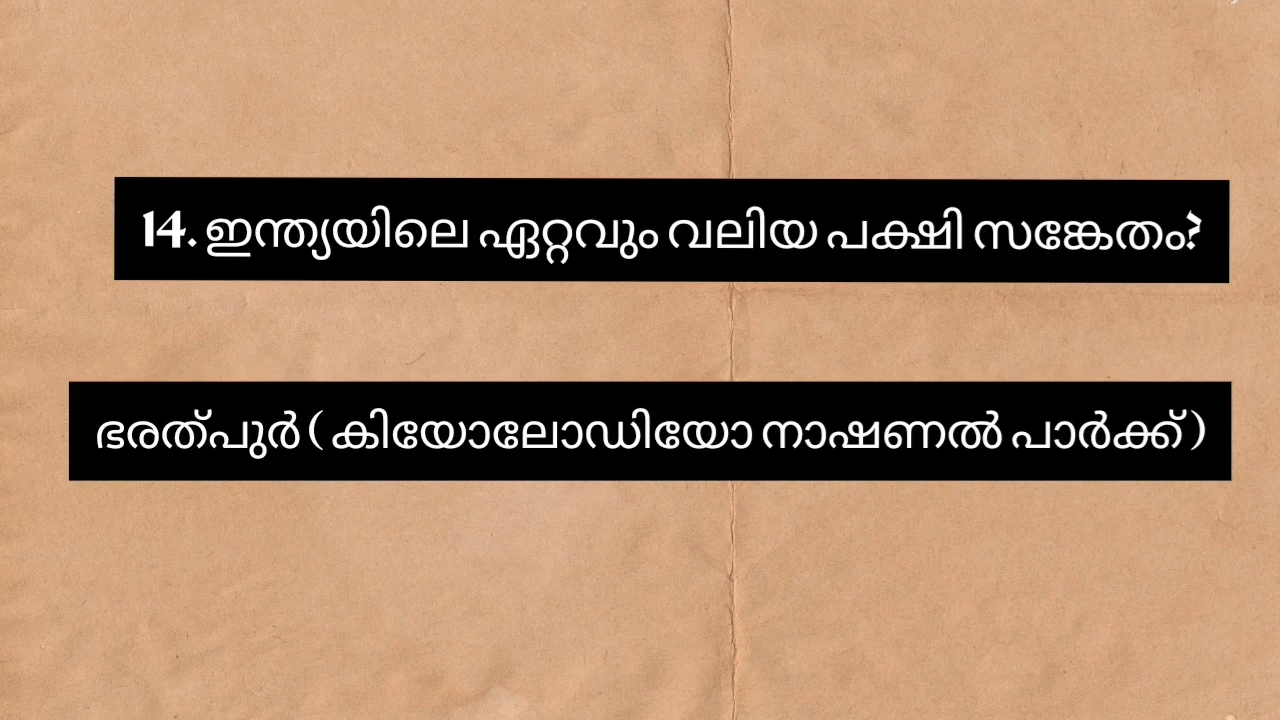 14. ഇന്ത്യയിലെ ഏറ്റവും വലിയ പക്ഷി സങ്കേതം?
ഭരത്പുർ (കിയോലോഡിയോ നാഷണൽ പാർക്ക്)